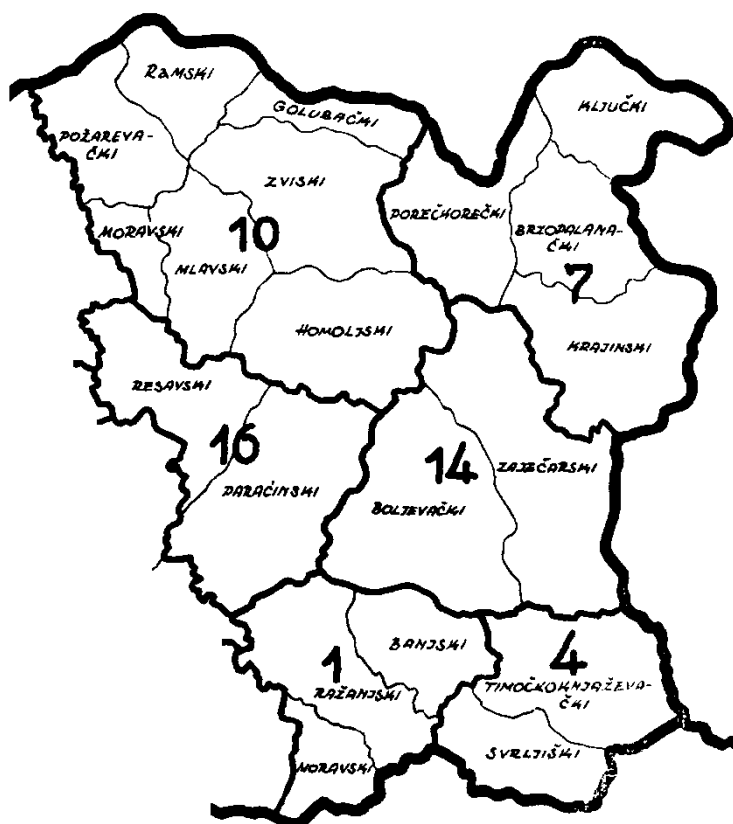 RAMSKI
GOLUBAČKI
KLJUČKI
POŽAREVA-
ČKI
ZVIŠKI
POREČKOREČKI
BRZOPALANA-
ČKI
MORAVSKI
10
MLAVSKI
7
HOMOLJSKI
KRAJINSKI
RESAVSKI
16
14
ZAJEČARSKI
PARAĆINSKI
BOLJEVAČKI
BANJSKI
1
4
RAŽANJSKI
TIMOČKOKNJAŽEVA-
ČKI
MORAVSKI
SVRLJIŠKI